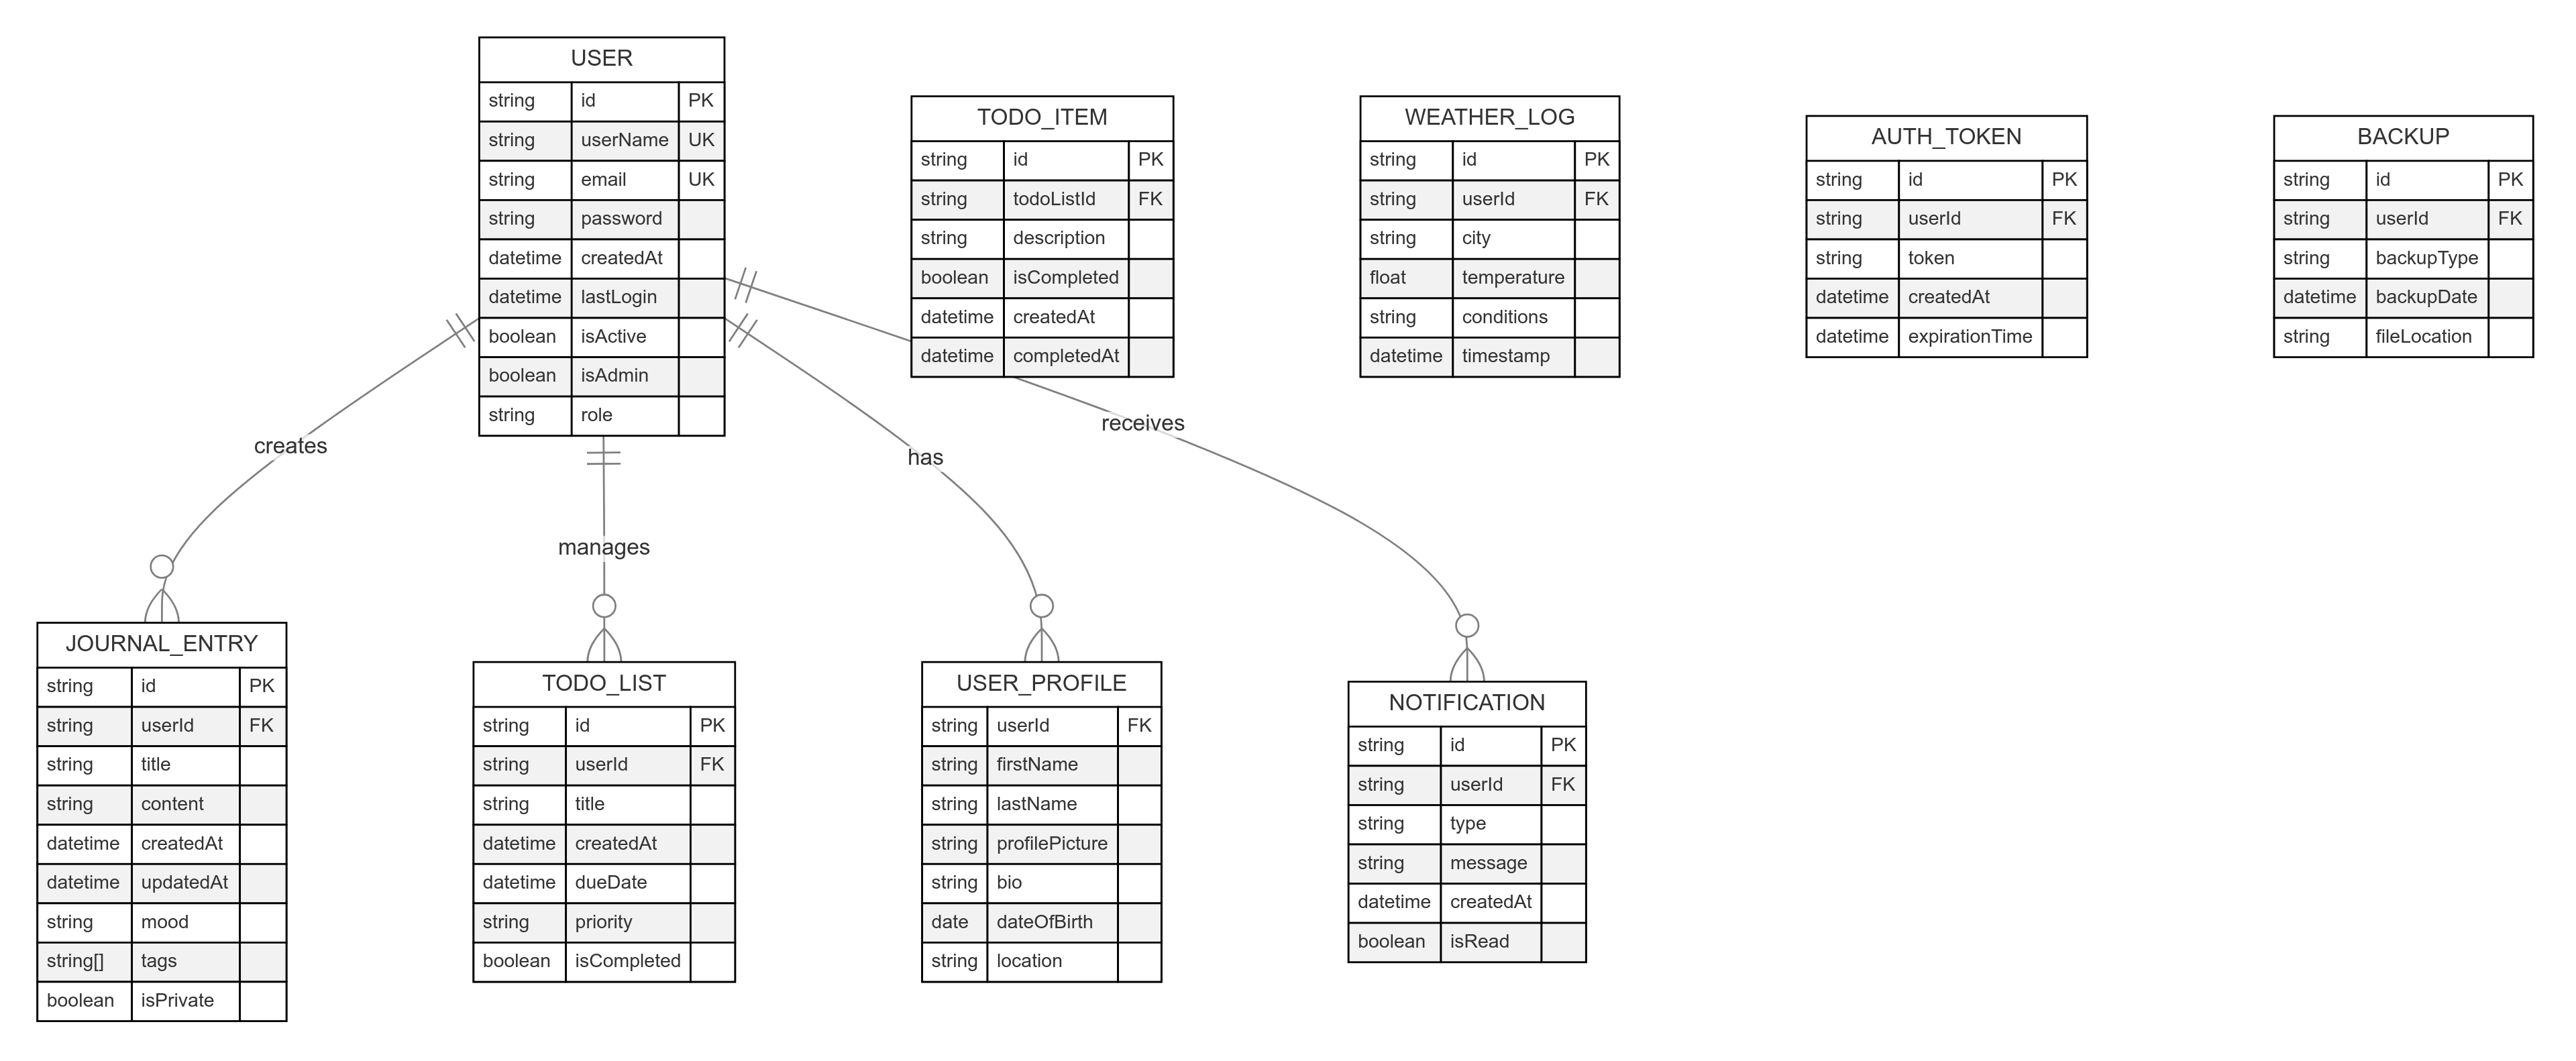 USER
string id PK
string userName UK
string email UK
string password
datetime createdAt
datetime lastLogin
boolean isActive
boolean isAdmin
string role
TODO_ITEM
string id PK
string todoListId FK
string description
boolean isCompleted
datetime createdAt
datetime completedAt
WEATHER_LOG
string id PK
string userId FK
string city
float temperature
string conditions
datetime timestamp
AUTH_TOKEN
string id PK
string userId FK
string token
datetime createdAt
datetime expirationTime
BACKUP
string id PK
string userId FK
string backupType
datetime backupDate
string fileLocation
creates
manages
has
receives
JOURNAL_ENTRY
string id PK
string userId FK
string title
string content
datetime createdAt
datetime updatedAt
string mood
string[] tags
boolean isPrivate
TODO_LIST
string id PK
string userId FK
string title
datetime createdAt
datetime dueDate
string priority
boolean isCompleted
USER_PROFILE
string userId FK
string firstName
string lastName
string profilePicture
string bio
date dateOfBirth
string location
NOTIFICATION
string id PK
string userId FK
string type
string message
datetime createdAt
boolean isRead